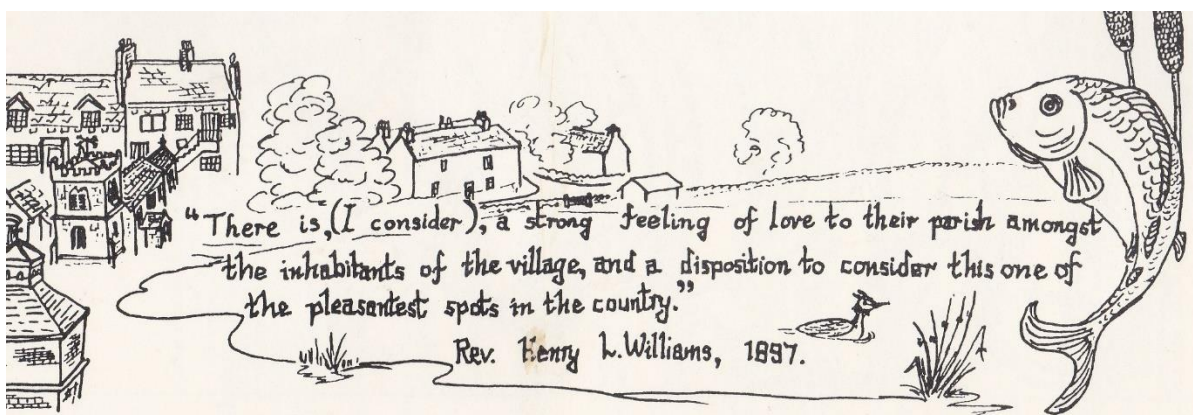 "There is, (I consider), a strong feeling of love to their parish amongst
the inhabitants of the village, and a disposition to consider this one of
the pleasantest spots in the country."
Rev. Henry L. Williams, 1897.